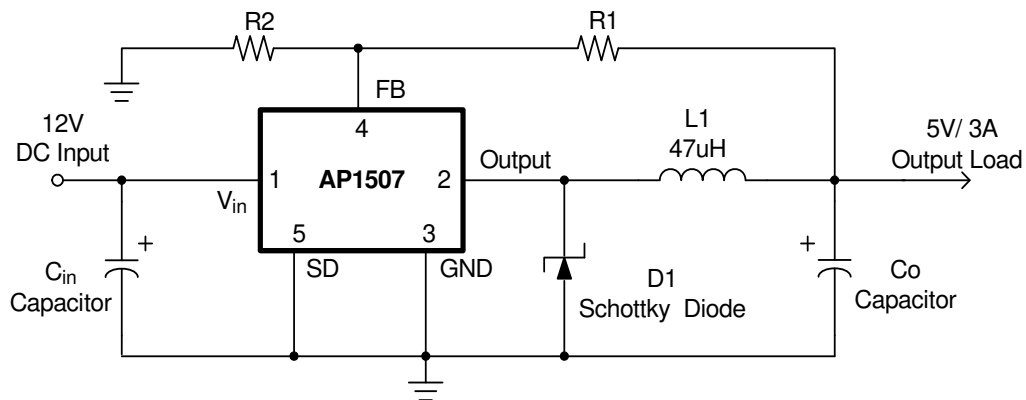 R2
R1
FB
12V
DC Input
4
L1
47uH
5V/ 3A
Output Load
Output
1
AP1507
2
Vin
5
3
SD
GND
+
Cin
Capacitor
D1
Schottky Diode
+
Co
Capacitor